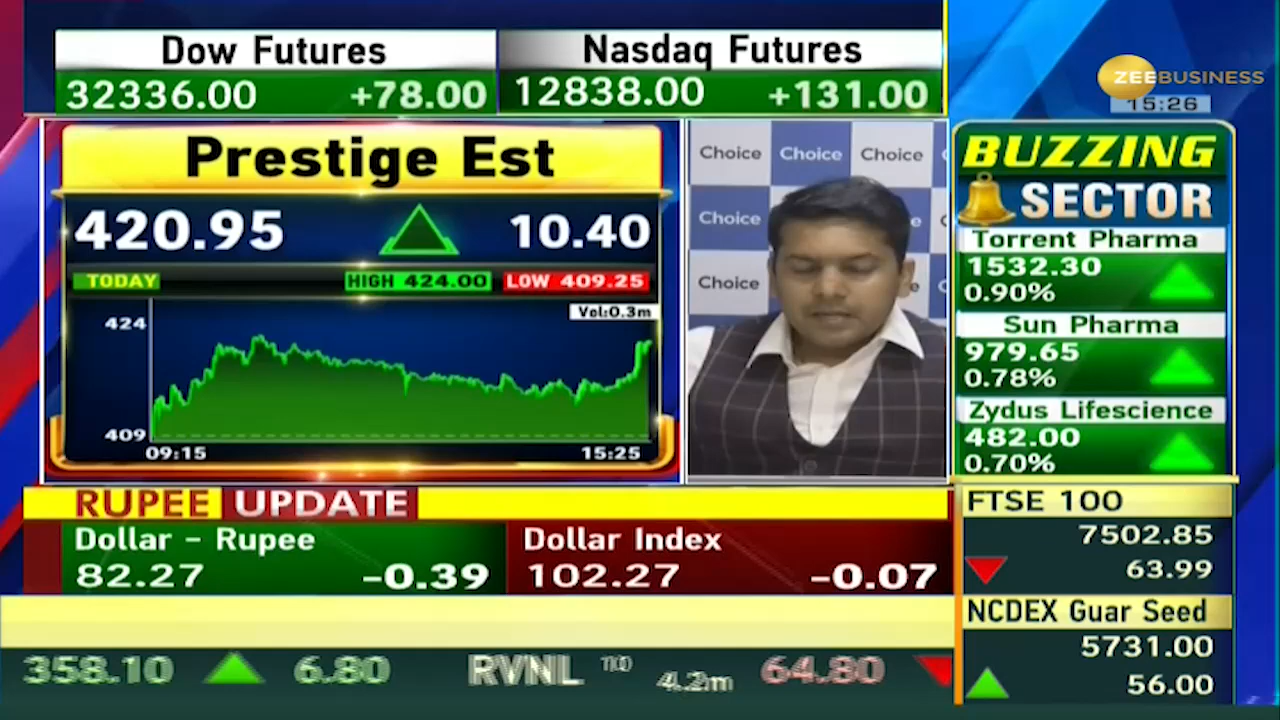 Dow Futures
32336.00 +78.00
Nasdaq Futures
12838.00 +131.00
ZEEBUSINESS
15:26
Prestige Est
420.95 10.40
TODAY HIGH 424.00 LOW 409.25
Vol:0.3m
424
409
09:15 15:25
Choice Choice Choice
Choice
Choice
BUZZING
SECTOR
Torrent Pharma
1532.30
0.90%
Sun Pharma
979.65
0.78%
Zydus Lifescience
482.00
0.70%
RUPEE UPDATE
Dollar - Rupee
82.27 -0.39
Dollar Index
102.27 -0.07
FTSE 100
7502.85
63.99
NCDEX Guar Seed
5731.00
56.00
358.10 6.80 RVNL 4.2m 64.80